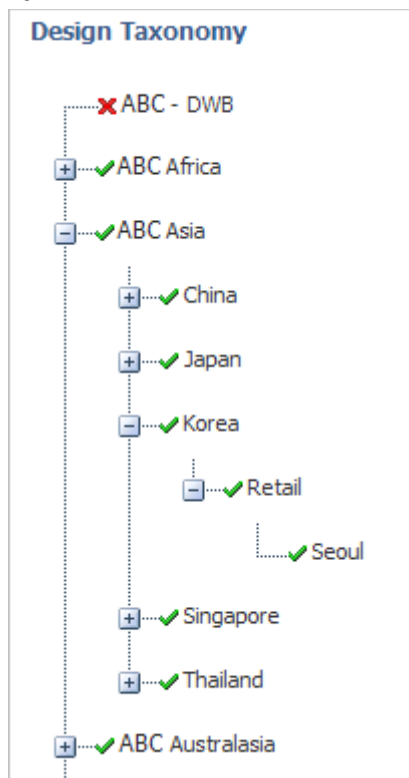 Design Taxonomy
ABC - DWB
ABC Africa
ABC Asia
China
Japan
Korea
Retail
Seoul
Singapore
Thailand
ABC Australasia